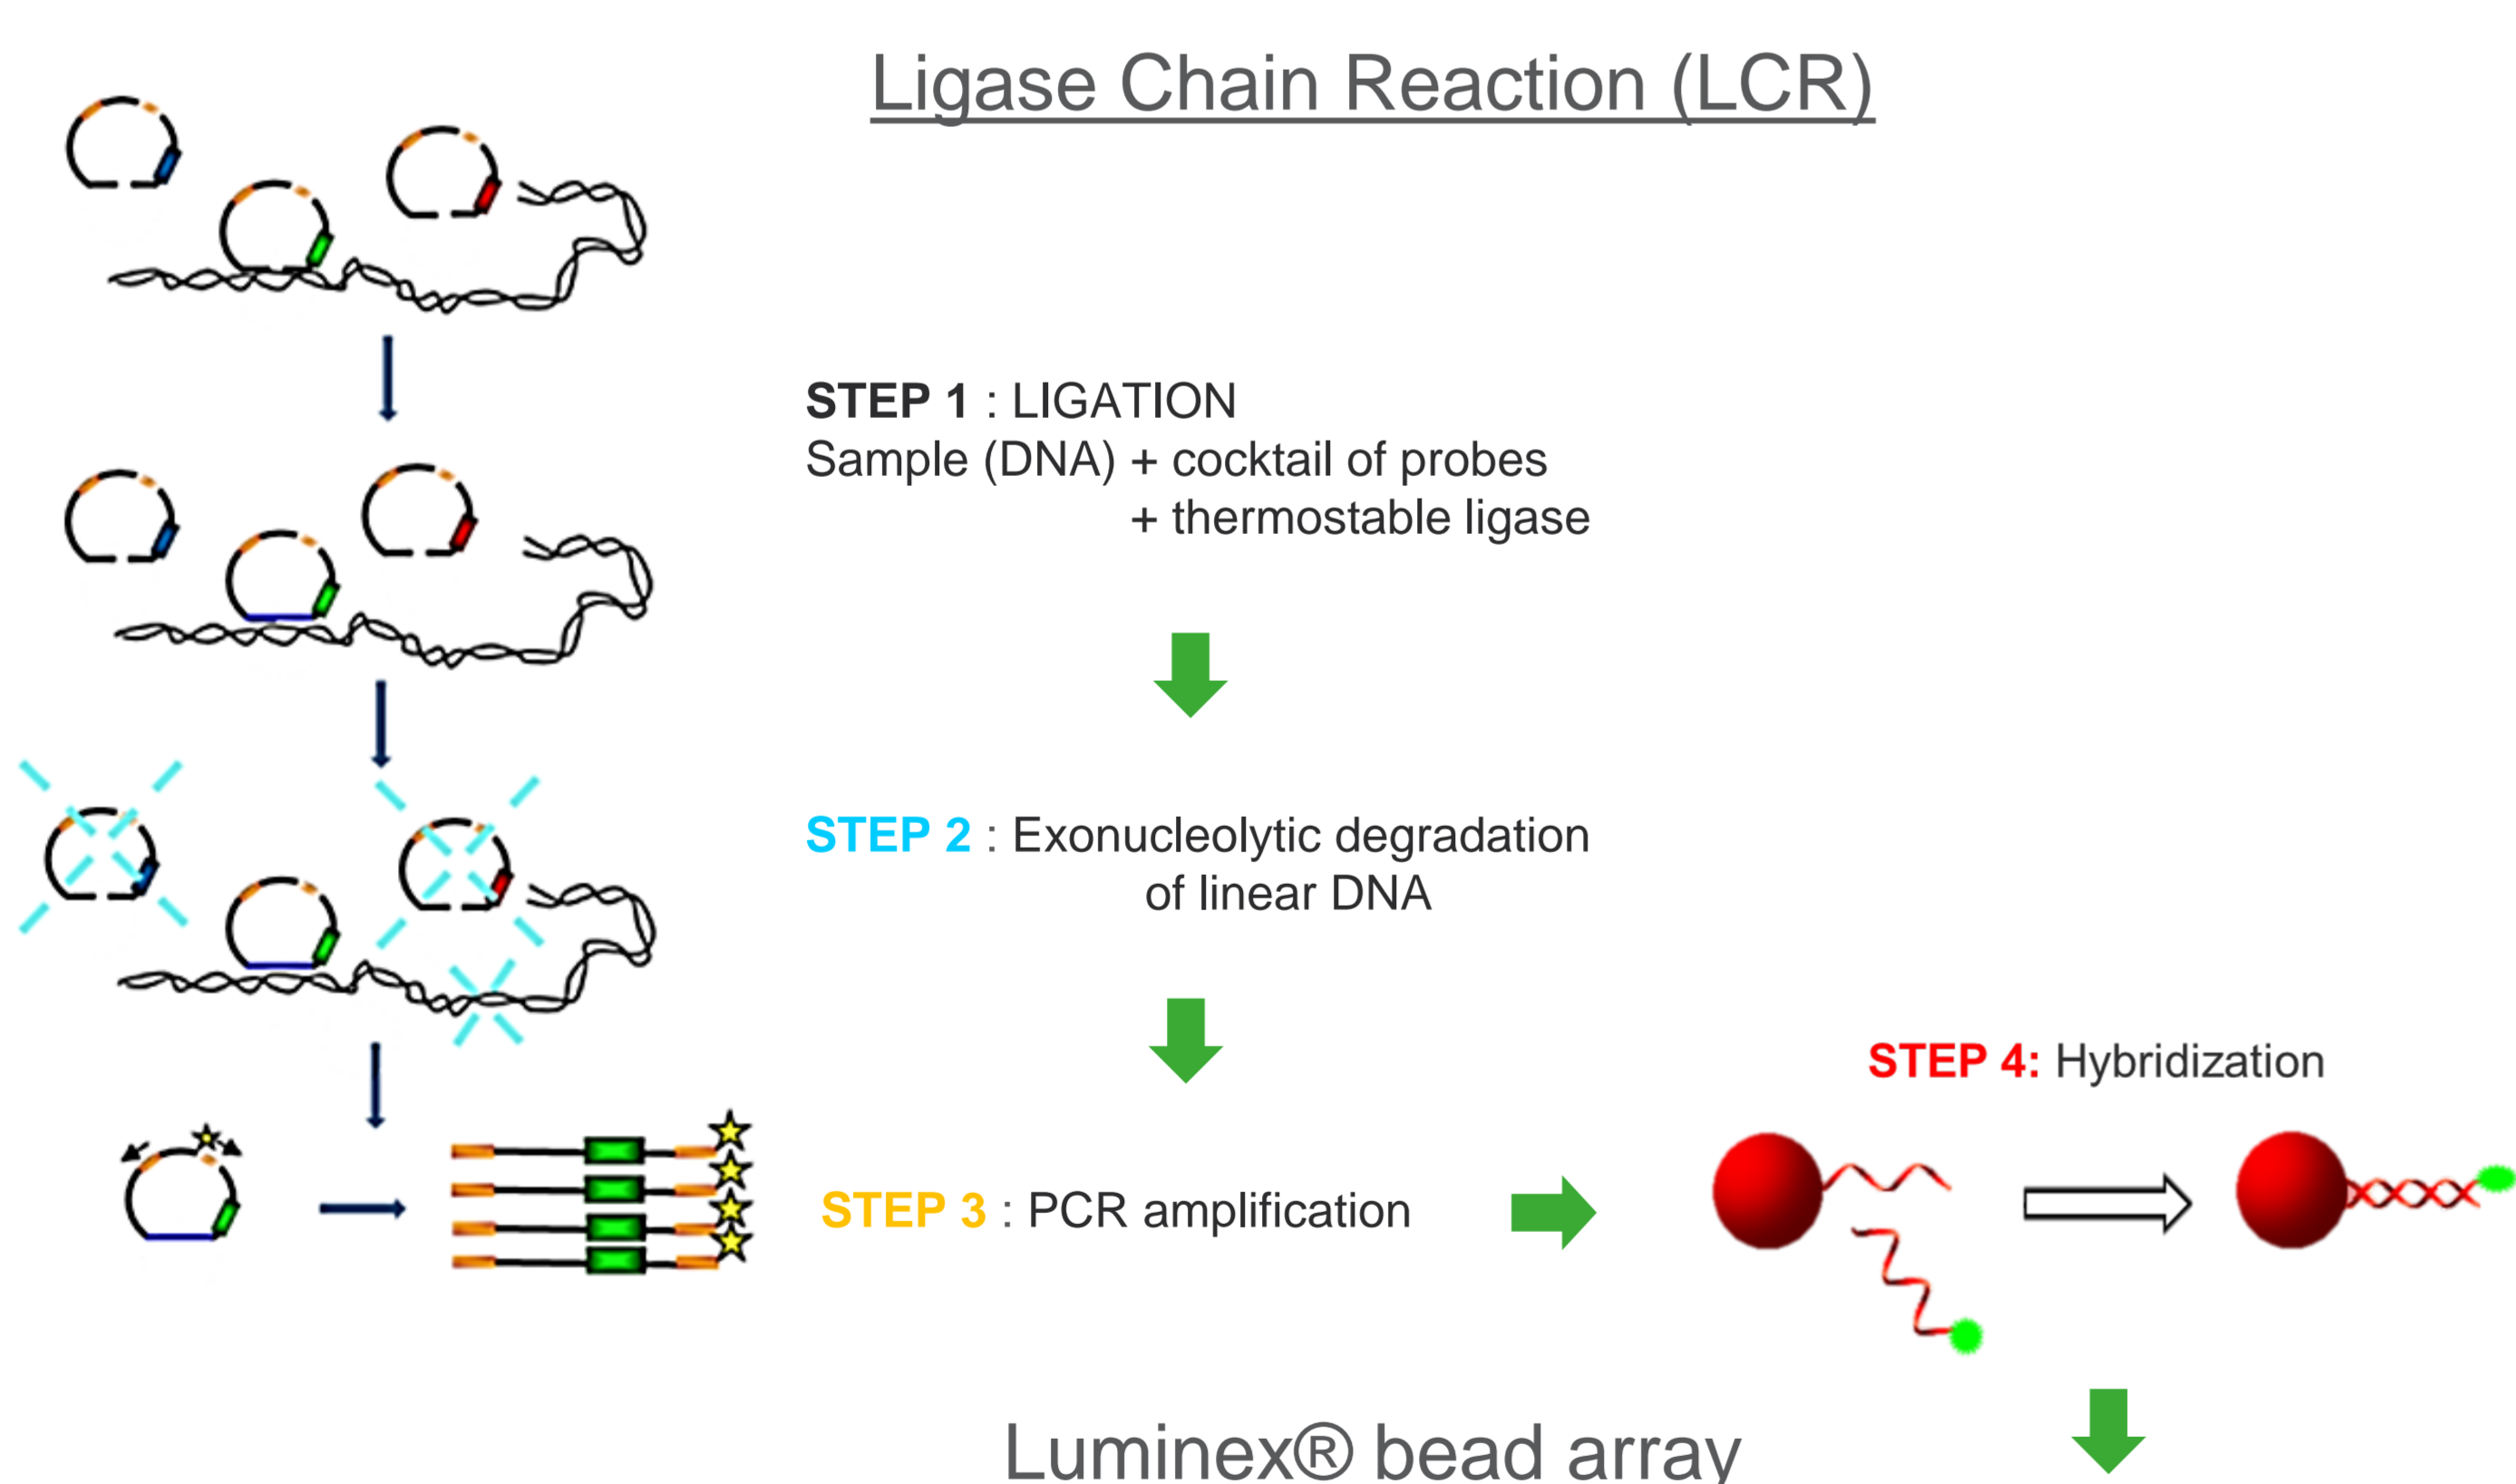 Ligase Chain Reaction (LCR)
STEP 1 : LIGATION
Sample (DNA) + cocktail of probes
+ thermostable ligase
STEP 2 : Exonucleolytic degradation
of linear DNA
STEP 4: Hybridization
STEP 3 : PCR amplification
Luminex® bead array